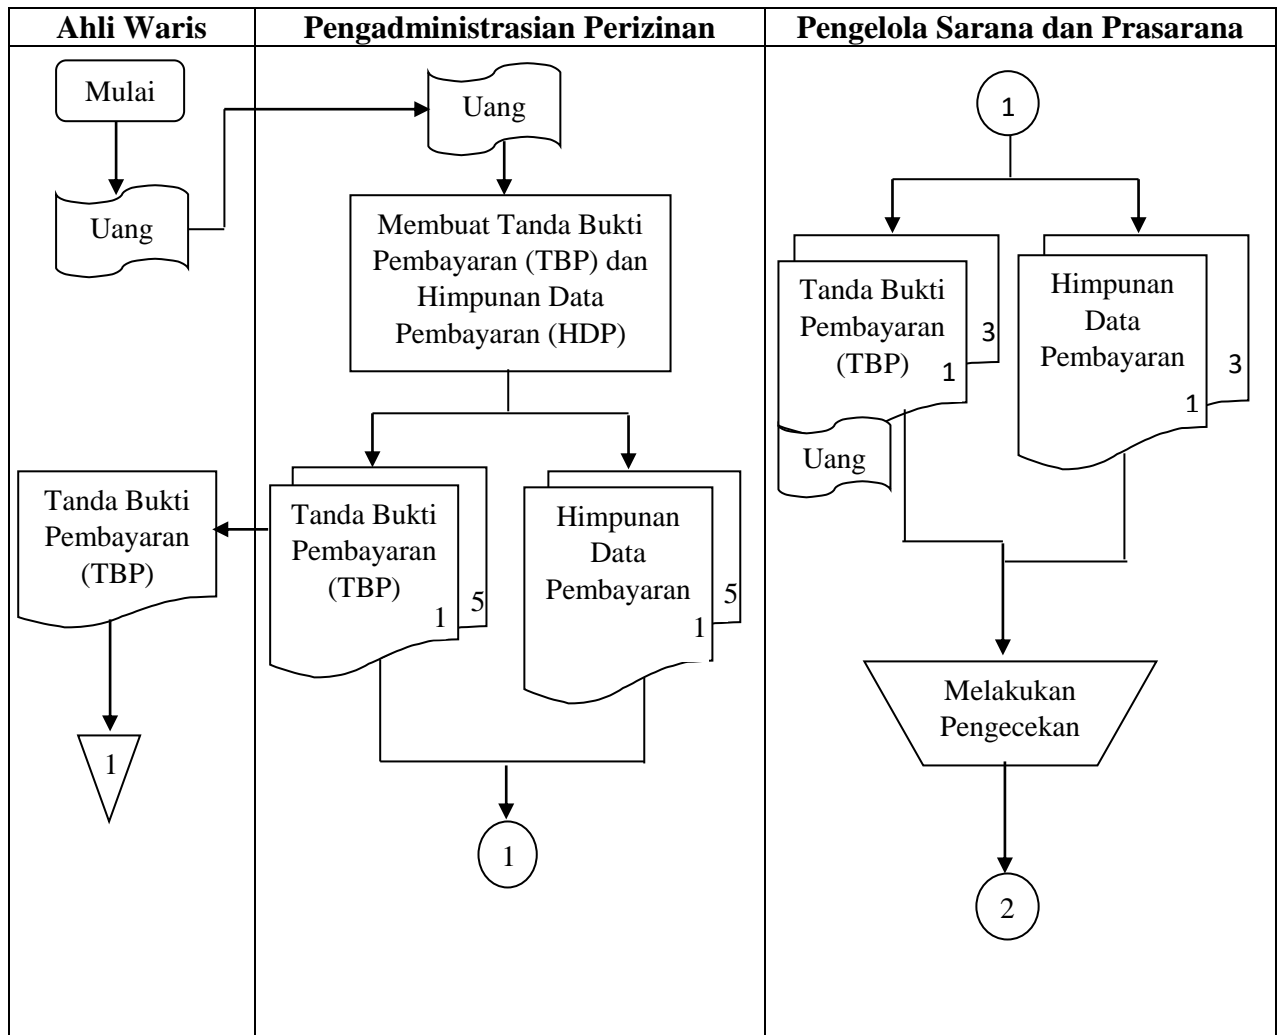 Ahli Waris
Pengadministrasian Perizinan
Pengelola Sarana dan Prasarana
Mulai
Uang
Uang
Membuat Tanda Bukti
Pembayaran (TBP) dan
Himpunan Data
Pembayaran (HDP)
Tanda Bukti
Pembayaran
(TBP)
1
Tanda Bukti
Pembayaran
(TBP)
1
5
Himpunan
Data
Pembayaran
1
5
1
1
Tanda Bukti
Pembayaran
(TBP)
1
3
Uang
Himpunan
Data
Pembayaran
1
3
Melakukan
Pengecekan
2